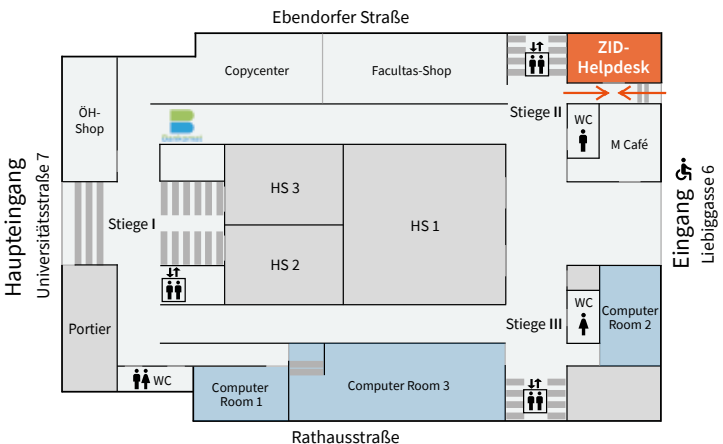 Ebendorfer Straße
ZID-
Helpdesk
Copycenter
Facultas-Shop
ÖH-
Shop
Stiege II
WC
M Café
Haupteingang
Universitätsstraße 7
Eingang
Liebiggasse 6
HS 3
HS 1
Stiege I
HS 2
Portier
Stiege III
WC
Computer
Room 2
WC
Computer
Room 1
Computer Room 3
Rathausstraße